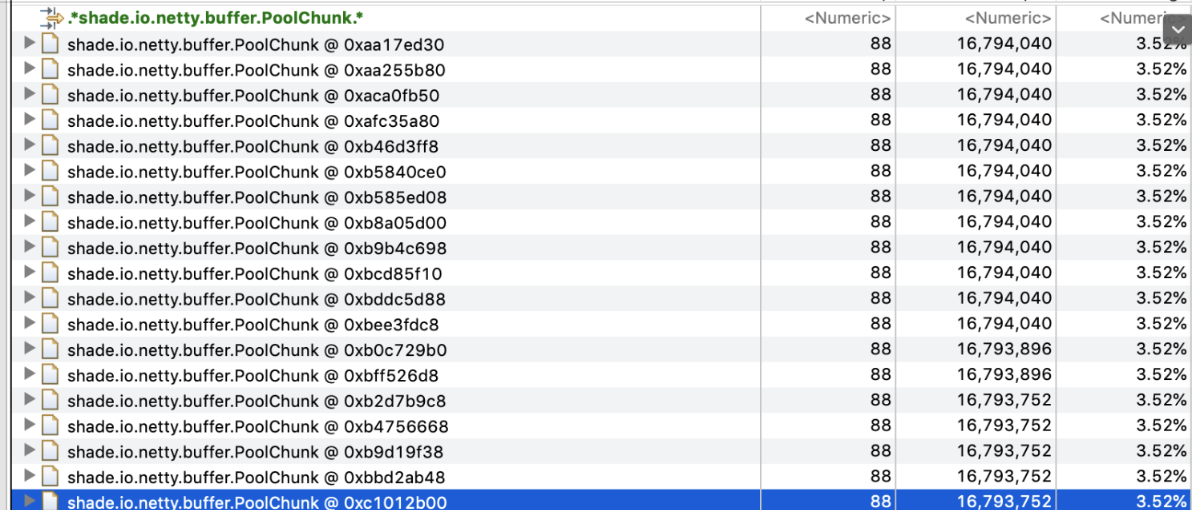 .*shade.io.netty.buffer.PoolChunk.* <Numeric> <Numeric> <Numeric>
shade.io.netty.buffer.PoolChunk @ 0xaa17ed30 88 16,794,040 3.52%
shade.io.netty.buffer.PoolChunk @ 0xaa255b80 88 16,794,040 3.52%
shade.io.netty.buffer.PoolChunk @ 0xaca0fb50 88 16,794,040 3.52%
shade.io.netty.buffer.PoolChunk @ 0xafc35a80 88 16,794,040 3.52%
shade.io.netty.buffer.PoolChunk @ 0xb46d3ff8 88 16,794,040 3.52%
shade.io.netty.buffer.PoolChunk @ 0xb5840ce0 88 16,794,040 3.52%
shade.io.netty.buffer.PoolChunk @ 0xb585ed08 88 16,794,040 3.52%
shade.io.netty.buffer.PoolChunk @ 0xb8a05d00 88 16,794,040 3.52%
shade.io.netty.buffer.PoolChunk @ 0xb9b4c698 88 16,794,040 3.52%
shade.io.netty.buffer.PoolChunk @ 0xbcd85f10 88 16,794,040 3.52%
shade.io.netty.buffer.PoolChunk @ 0xbddc5d88 88 16,794,040 3.52%
shade.io.netty.buffer.PoolChunk @ 0xbee3fdc8 88 16,794,040 3.52%
shade.io.netty.buffer.PoolChunk @ 0xb0c729b0 88 16,793,896 3.52%
shade.io.netty.buffer.PoolChunk @ 0xbff526d8 88 16,793,896 3.52%
shade.io.netty.buffer.PoolChunk @ 0xb2d7b9c8 88 16,793,752 3.52%
shade.io.netty.buffer.PoolChunk @ 0xb4756668 88 16,793,752 3.52%
shade.io.netty.buffer.PoolChunk @ 0xb9d19f38 88 16,793,752 3.52%
shade.io.netty.buffer.PoolChunk @ 0xbbd2ab48 88 16,793,752 3.52%
shade.io.netty.buffer.PoolChunk @ 0xc1012b00 88 16,793,752 3.52%